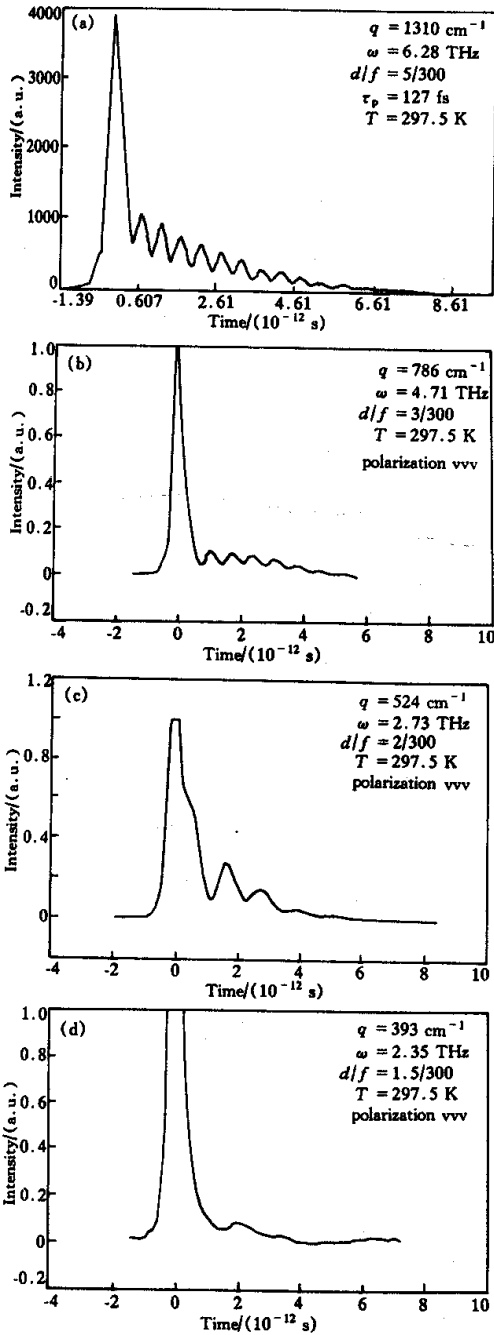 (a)
q = 1310 cm⁻¹
ω = 6.28 THz
d/f = 5/300
τp = 127 fs
T = 297.5 K
4000
3000
2000
1000
0
Intensity/(a.u.)
-1.39 0.607 2.61 4.61 6.61 8.61
Time/(10⁻¹² s)
(b)
q = 786 cm⁻¹
ω = 4.71 THz
d/f = 3/300
T = 297.5 K
polarization vvv
1.0
0.8
0.6
0.4
0.2
0
-0.2
Intensity/(a.u.)
-4 -2 0 2 4 6 8 10
Time/(10⁻¹² s)
(c)
q = 524 cm⁻¹
ω = 2.73 THz
d/f = 2/300
T = 297.5 K
polarization vvv
1.2
0.8
0.4
0
Intensity/(a.u.)
-4 -2 0 2 4 6 8 10
Time/(10⁻¹² s)
(d)
q = 393 cm⁻¹
ω = 2.35 THz
d/f = 1.5/300
T = 297.5 K
polarization vvv
1.0
0.8
0.6
0.4
0.2
0
-0.2
Intensity/(a.u.)
-4 -2 0 2 4 6 8 10
Time/(10⁻¹² s)